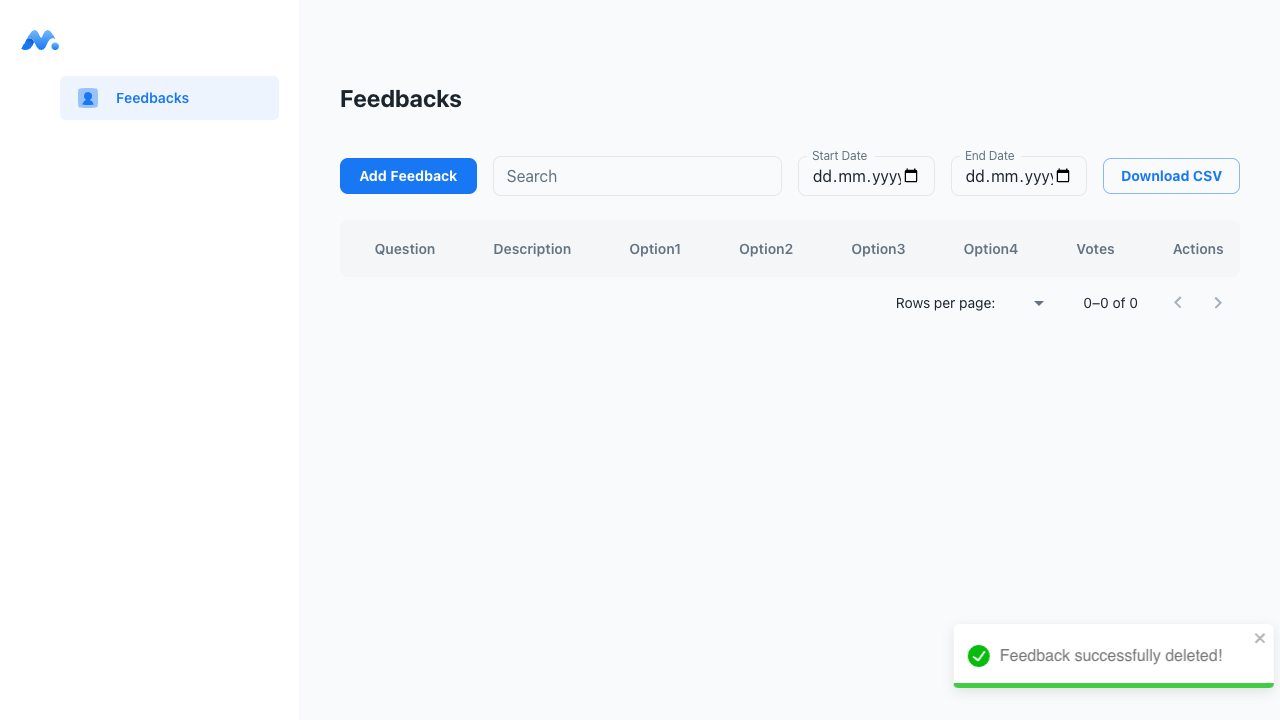 Feedbacks
Feedbacks
Add Feedback
Search
Start Date
dd.mm.yyyy
End Date
dd.mm.yyyy
Download CSV
Question Description Option1 Option2 Option3 Option4 Votes Actions
Rows per page:
0–0 of 0
Feedback successfully deleted!